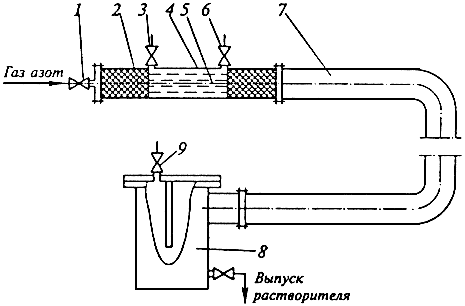 1 2 3 4 5 6 7
Газ азот
9
8
Выпуск
растворителя